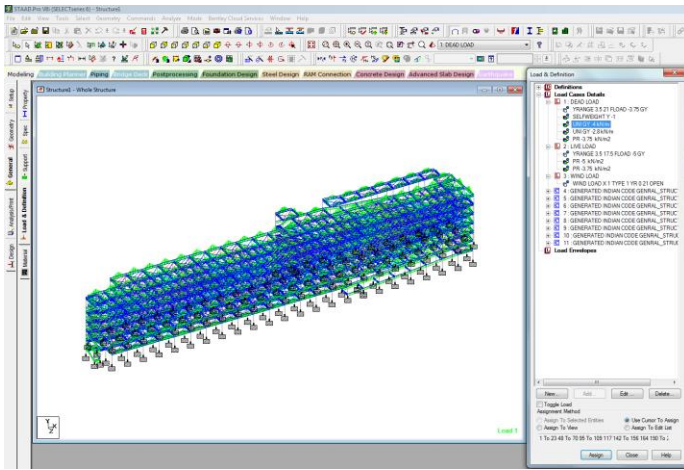 STAAD.Pro V8i (SELECTseries 6) - Structure1
File Edit View Tools Select Geometry Commands Analyze Mode Bentley Cloud Services Window Help
1: DEAD LOAD
Modeling Building Planner Piping Bridge Deck Postprocessing Foundation Design Steel Design RAM Connection Concrete Design Advanced Slab Design Earthquake
Setup
Geometry
General
Analysis/Print
Design
Property
Spec
Support
Load & Definition
Material
Structure1 - Whole Structure
Load 1
Load & Definition
Definitions
Load Cases Details
1 : DEAD LOAD
YRANGE 3.5 21 FLOAD -3.75 GY
SELFWEIGHT Y -1
UNI GY -4 kN/m
UNI GY -2.8 kN/m
PR -3.75 kN/m2
2 : LIVE LOAD
YRANGE 3.5 17.5 FLOAD -5 GY
PR -5 kN/m2
PR -3.75 kN/m2
3 : WIND LOAD
WIND LOAD X 1 TYPE 1 YR 0 21 OPEN
4 : GENERATED INDIAN CODE GENRAL_STRUC
5 : GENERATED INDIAN CODE GENRAL_STRUC
6 : GENERATED INDIAN CODE GENRAL_STRUC
7 : GENERATED INDIAN CODE GENRAL_STRUC
8 : GENERATED INDIAN CODE GENRAL_STRUC
9 : GENERATED INDIAN CODE GENRAL_STRUC
10 : GENERATED INDIAN CODE GENRAL_STRU
11 : GENERATED INDIAN CODE GENRAL_STRU
Load Envelopes
New... Add... Edit... Delete...
Toggle Load
Assignment Method
Assign To Selected Entities Use Cursor To Assign
Assign To View Assign To Edit List
Assign Close Help